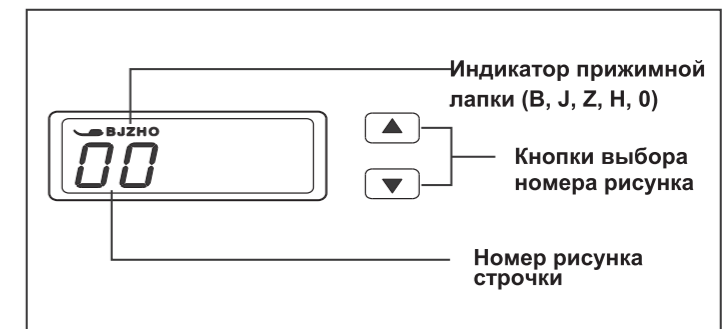 Индикатор прижимной
лапки (B, J, Z, H, 0)
BJZHO
00
Кнопки выбора
номера рисунка
Номер рисунка
строчки